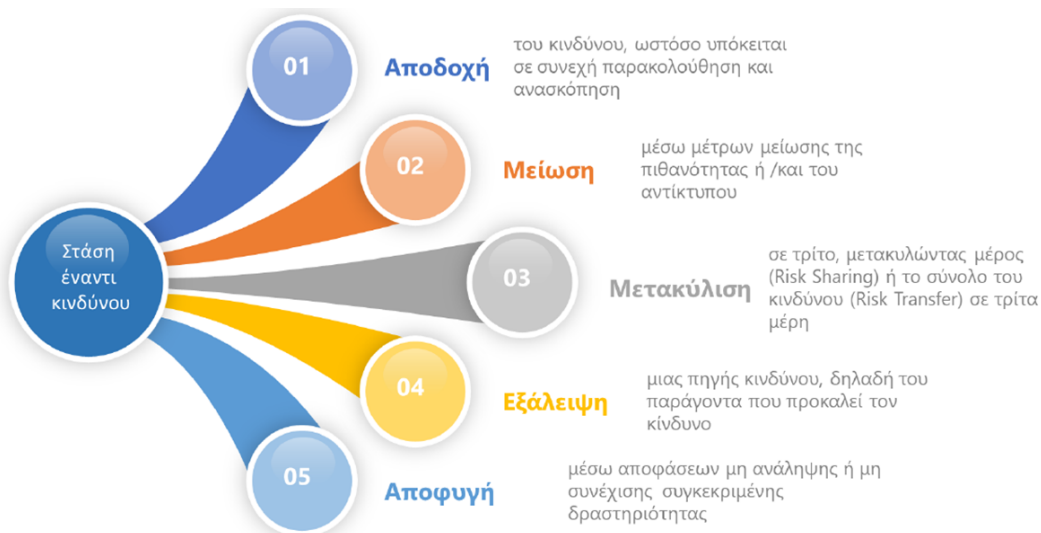 Στάση
έναντι
κινδύνου
01
Αποδοχή
του κινδύνου, ωστόσο υπόκειται
σε συνεχή παρακολούθηση και
ανασκόπηση
02
Μείωση
μέσω μέτρων μείωσης της
πιθανότητας ή /και του
αντίκτυπου
03
Μετακύλιση
σε τρίτο, μετακυλώντας μέρος
(Risk Sharing) ή το σύνολο του
κινδύνου (Risk Transfer) σε τρίτα
μέρη
04
Εξάλειψη
μιας πηγής κινδύνου, δηλαδή του
παράγοντα που προκαλεί τον
κίνδυνο
05
Αποφυγή
μέσω αποφάσεων μη ανάληψης ή μη
συνέχισης συγκεκριμένης
δραστηριότητας